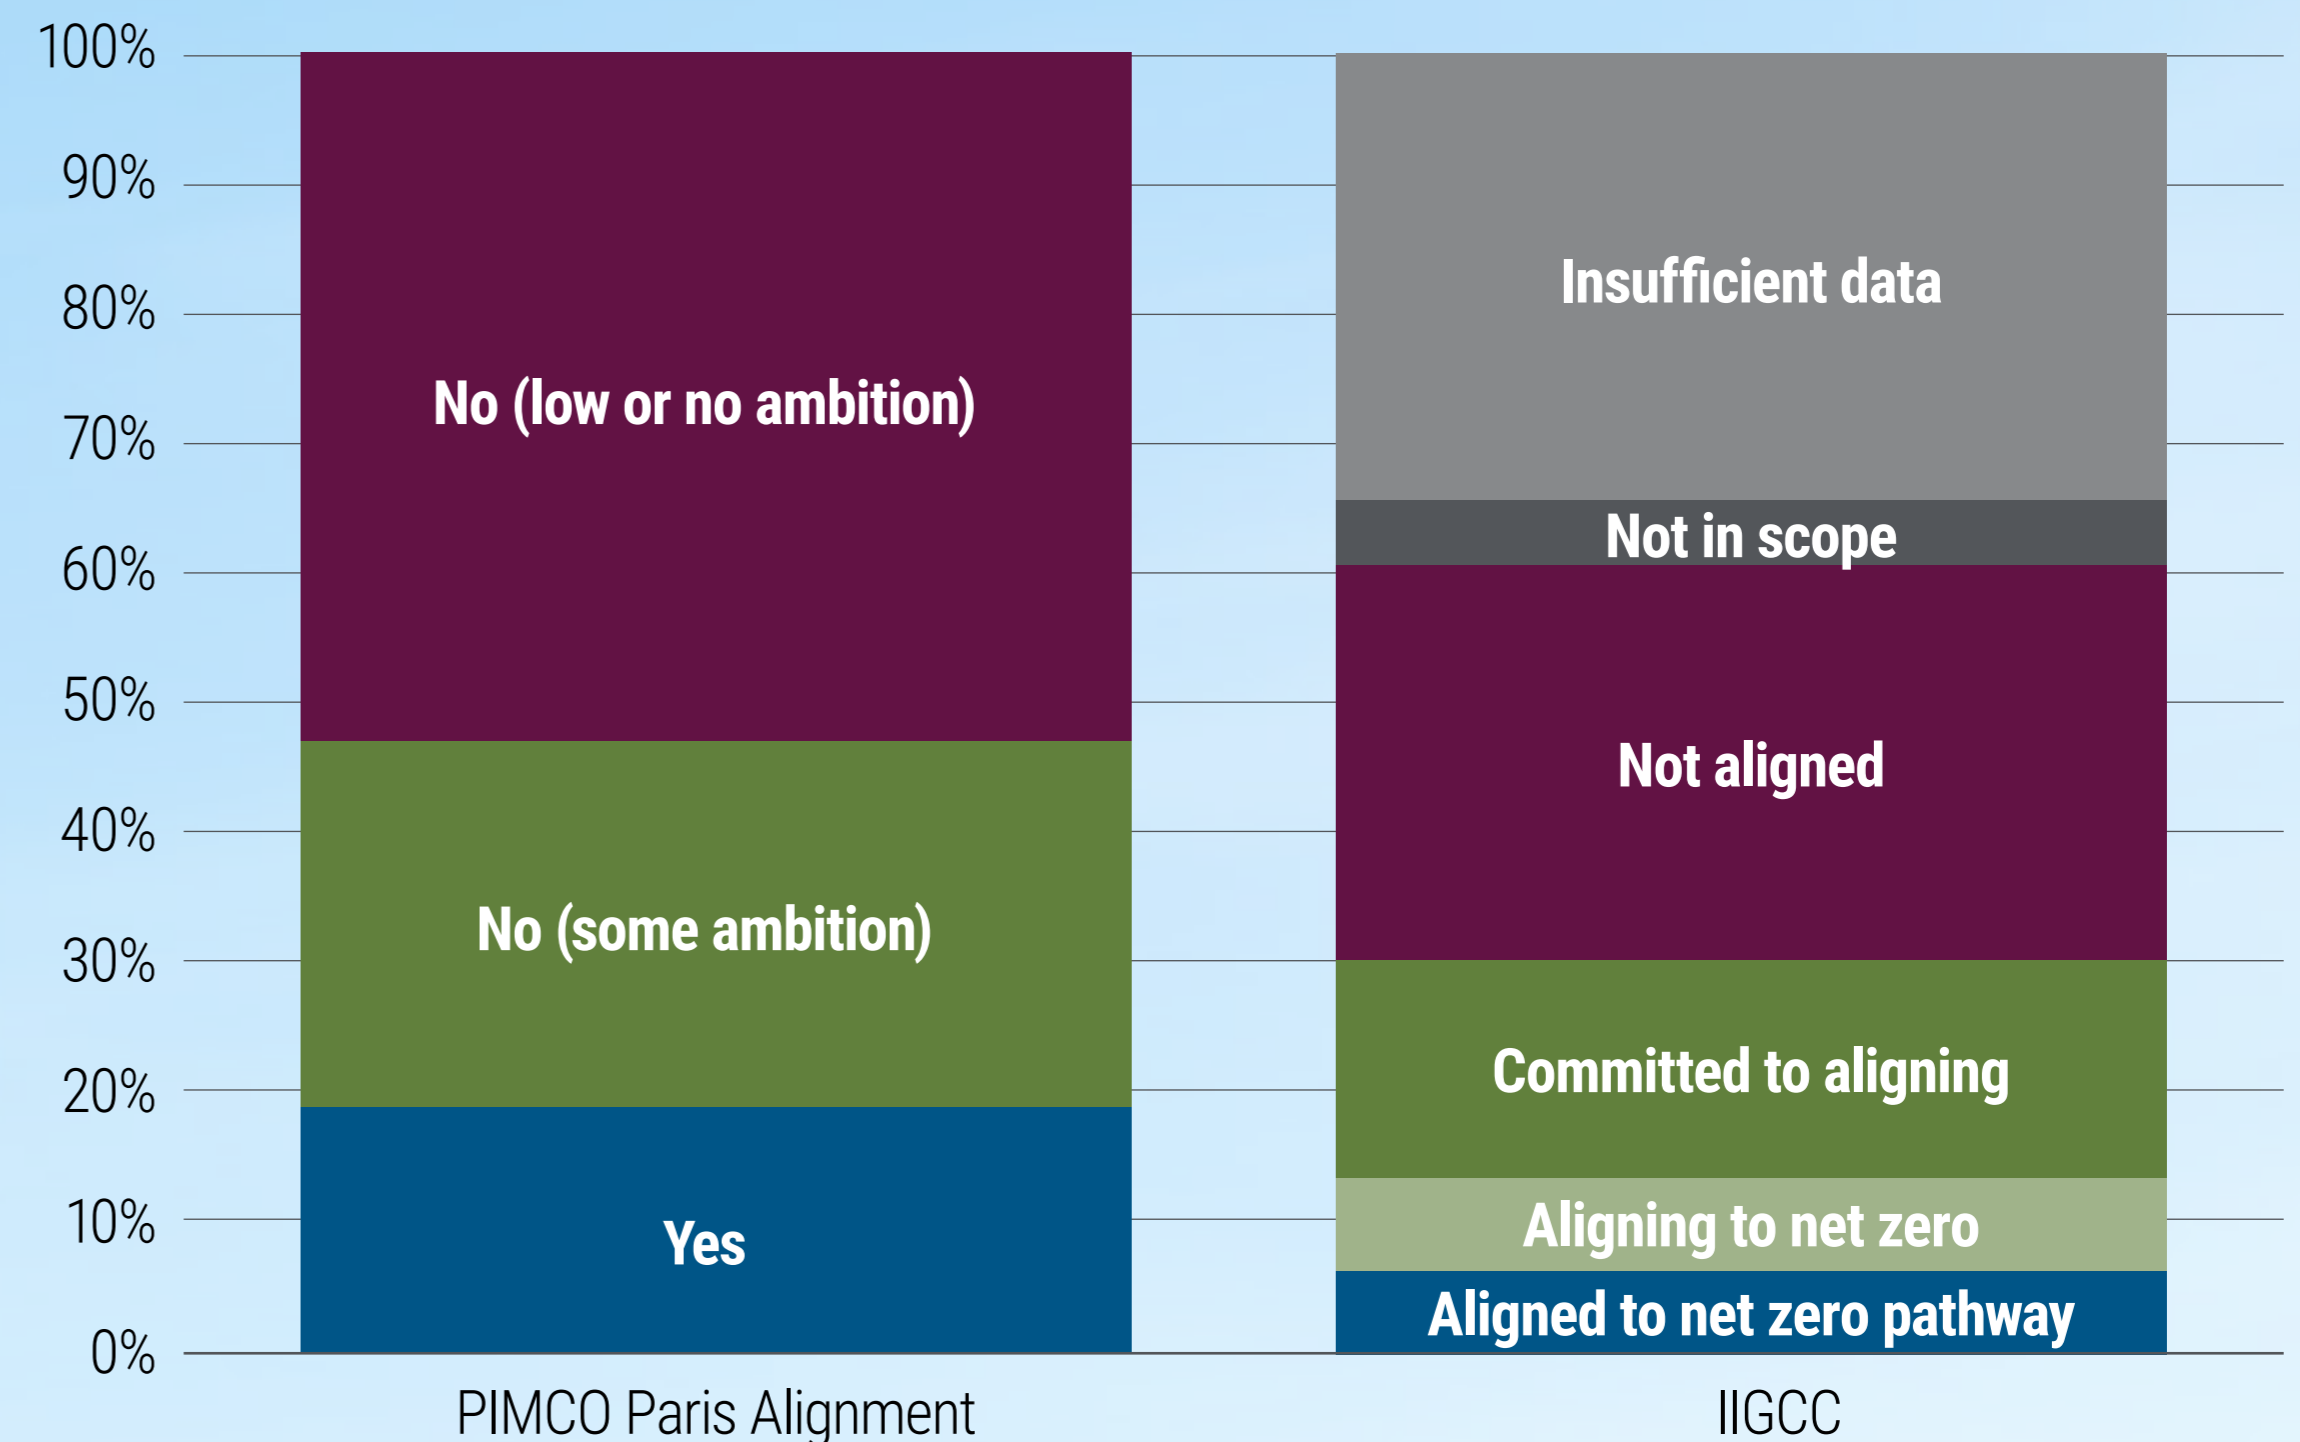 100%
90%
80%
70%
60%
50%
40%
30%
20%
10%
0%
No (low or no ambition)
No (some ambition)
Yes
Insufficient data
Not in scope
Not aligned
Committed to aligning
Aligning to net zero
Aligned to net zero pathway
PIMCO Paris Alignment
IIGCC